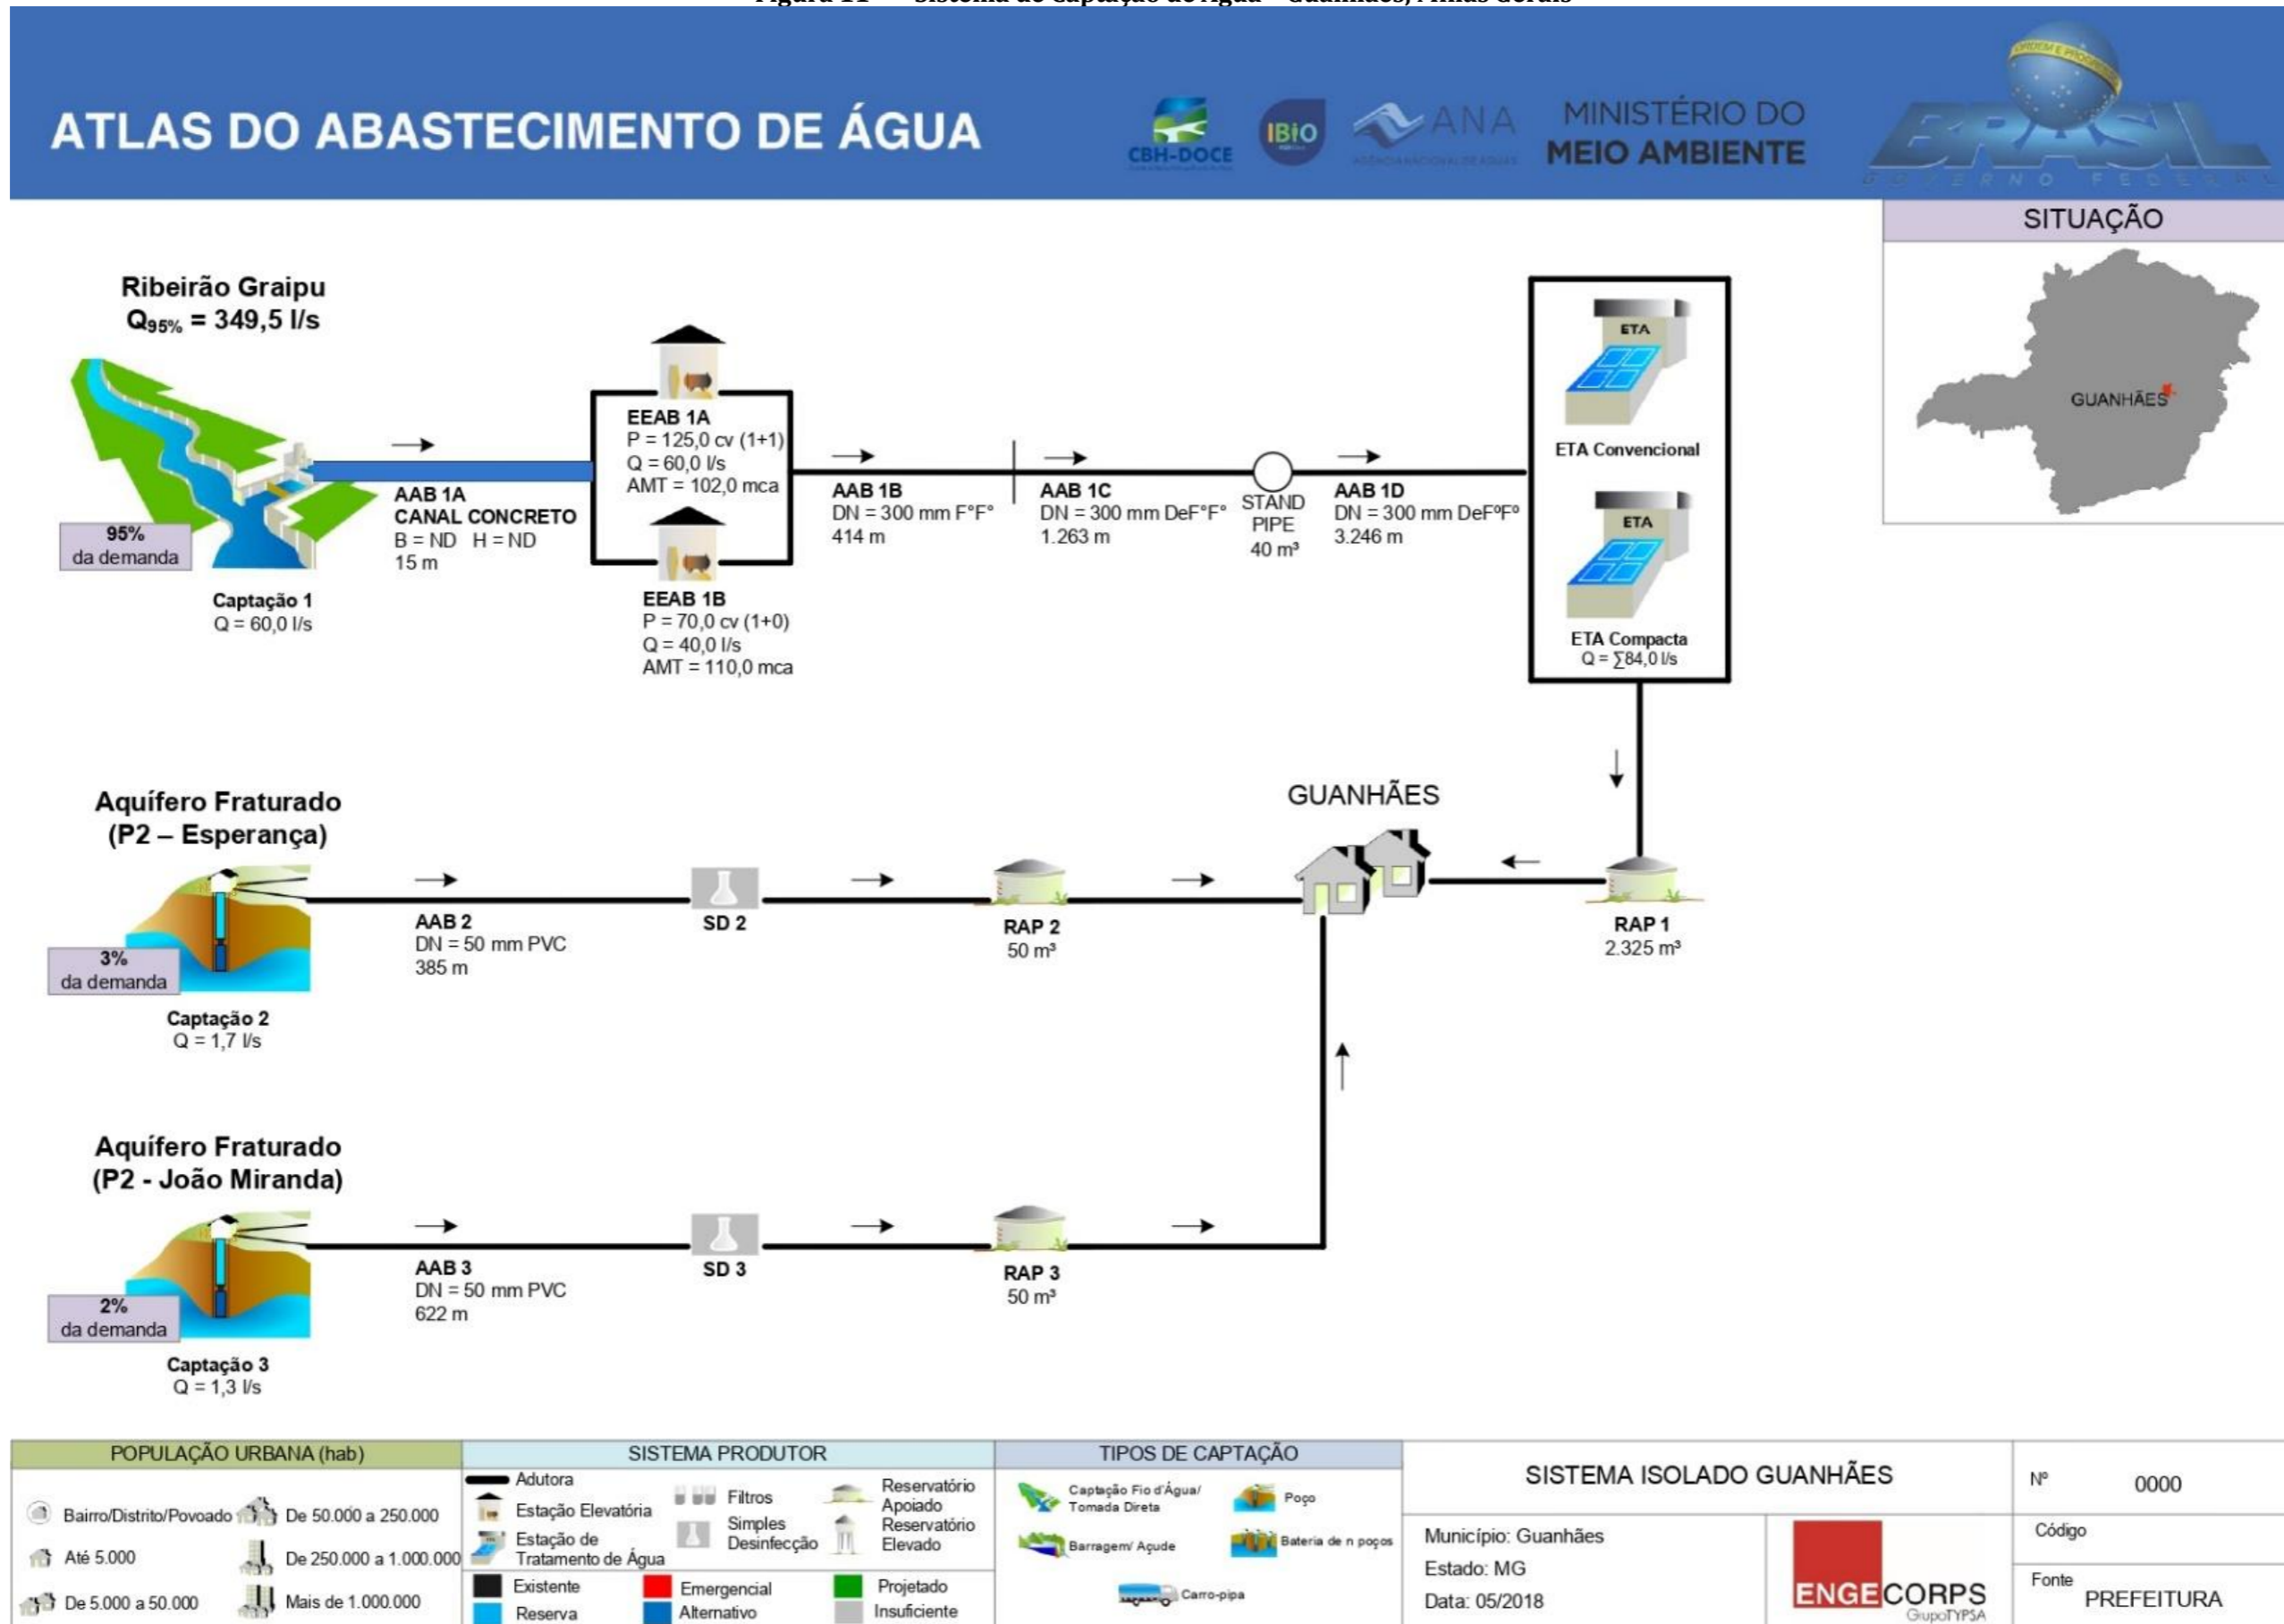 ATLAS DO ABASTECIMENTO DE ÁGUA
CBH-DOCE
IBiO
ANA
AGÊNCIA NACIONAL DE ÁGUAS
MINISTÉRIO DO
MEIO AMBIENTE
ORDEM E PROGRESSO
BRASIL
GOVERNO FEDERAL
SITUAÇÃO
GUANHÃES
Ribeirão Graipu
Q95% = 349,5 l/s
95%
da demanda
Captação 1
Q = 60,0 l/s
AAB 1A
CANAL CONCRETO
B = ND H = ND
15 m
EEAB 1A
P = 125,0 cv (1+1)
Q = 60,0 l/s
AMT = 102,0 mca
EEAB 1B
P = 70,0 cv (1+0)
Q = 40,0 l/s
AMT = 110,0 mca
AAB 1B
DN = 300 mm F°F°
414 m
AAB 1C
DN = 300 mm DeF°F°
1.263 m
STAND
PIPE
40 m³
AAB 1D
DN = 300 mm DeFºFº
3.246 m
ETA
ETA Convencional
ETA
ETA Compacta
Q = ∑84,0 l/s
Aquífero Fraturado
(P2 – Esperança)
3%
da demanda
Captação 2
Q = 1,7 l/s
AAB 2
DN = 50 mm PVC
385 m
SD 2
RAP 2
50 m³
GUANHÃES
RAP 1
2.325 m³
Aquífero Fraturado
(P2 - João Miranda)
2%
da demanda
Captação 3
Q = 1,3 l/s
AAB 3
DN = 50 mm PVC
622 m
SD 3
RAP 3
50 m³
POPULAÇÃO URBANA (hab)
Bairro/Distrito/Povoado
De 50.000 a 250.000
Até 5.000
De 250.000 a 1.000.000
De 5.000 a 50.000
Mais de 1.000.000
SISTEMA PRODUTOR
Adutora
Estação Elevatória
Estação de
Tratamento de Água
Filtros
Simples
Desinfecção
Reservatório
Apoiado
Reservatório
Elevado
Existente
Emergencial
Projetado
Reserva
Alternativo
Insuficiente
TIPOS DE CAPTAÇÃO
Captação Fio d'Água/
Tomada Direta
Poço
Barragem/ Açude
Bateria de n poços
Carro-pipa
SISTEMA ISOLADO GUANHÃES
Município: Guanhães
Estado: MG
Data: 05/2018
ENGECORPS
GrupoTYPSA
Nº 0000
Código
Fonte
PREFEITURA